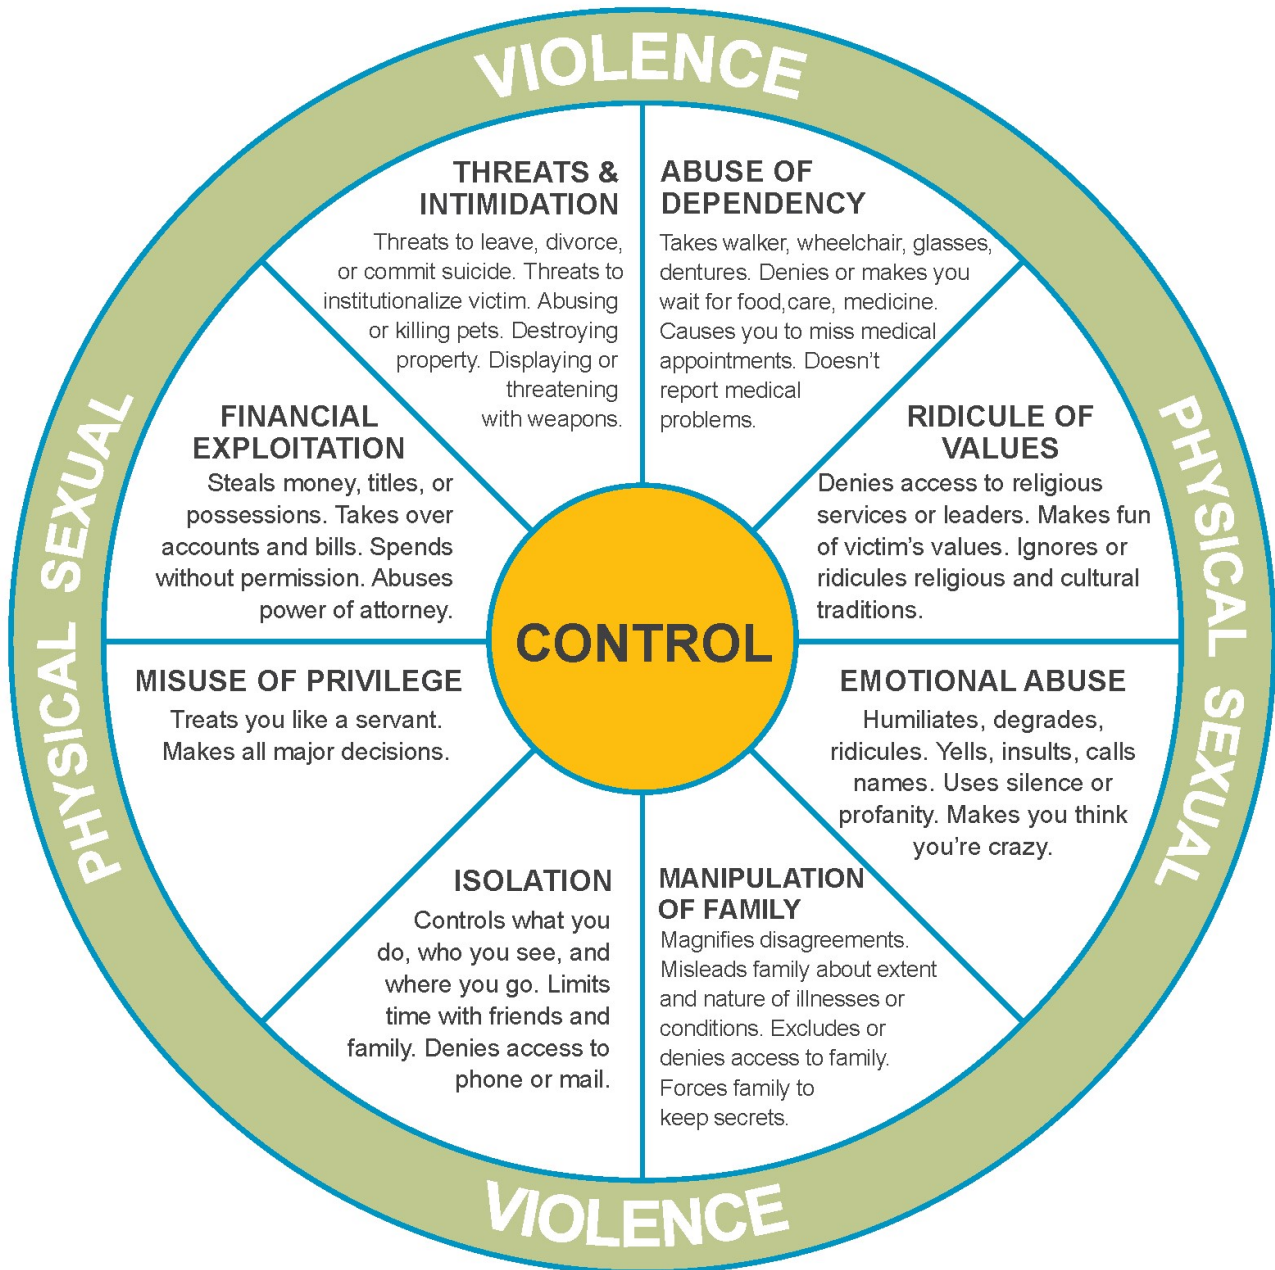 VIOLENCE
THREATS &
INTIMIDATION
Threats to leave, divorce,
or commit suicide. Threats to
institutionalize victim. Abusing
or killing pets. Destroying
property. Displaying or
threatening
with weapons.
ABUSE OF
DEPENDENCY
Takes walker, wheelchair, glasses,
dentures. Denies or makes you
wait for food,care, medicine.
Causes you to miss medical
appointments. Doesn’t
report medical
problems.
FINANCIAL
EXPLOITATION
Steals money, titles, or
possessions. Takes over
accounts and bills. Spends
without permission. Abuses
power of attorney.
RIDICULE OF
VALUES
Denies access to religious
services or leaders. Makes fun
of victim’s values. Ignores or
ridicules religious and cultural
traditions.
PHYSICAL SEXUAL
CONTROL
PHYSICAL SEXUAL
MISUSE OF PRIVILEGE
Treats you like a servant.
Makes all major decisions.
EMOTIONAL ABUSE
Humiliates, degrades,
ridicules. Yells, insults, calls
names. Uses silence or
profanity. Makes you think
you’re crazy.
ISOLATION
Controls what you
do, who you see, and
where you go. Limits
time with friends and
family. Denies access to
phone or mail.
MANIPULATION
OF FAMILY
Magnifies disagreements.
Misleads family about extent
and nature of illnesses or
conditions. Excludes or
denies access to family.
Forces family to
keep secrets.
VIOLENCE